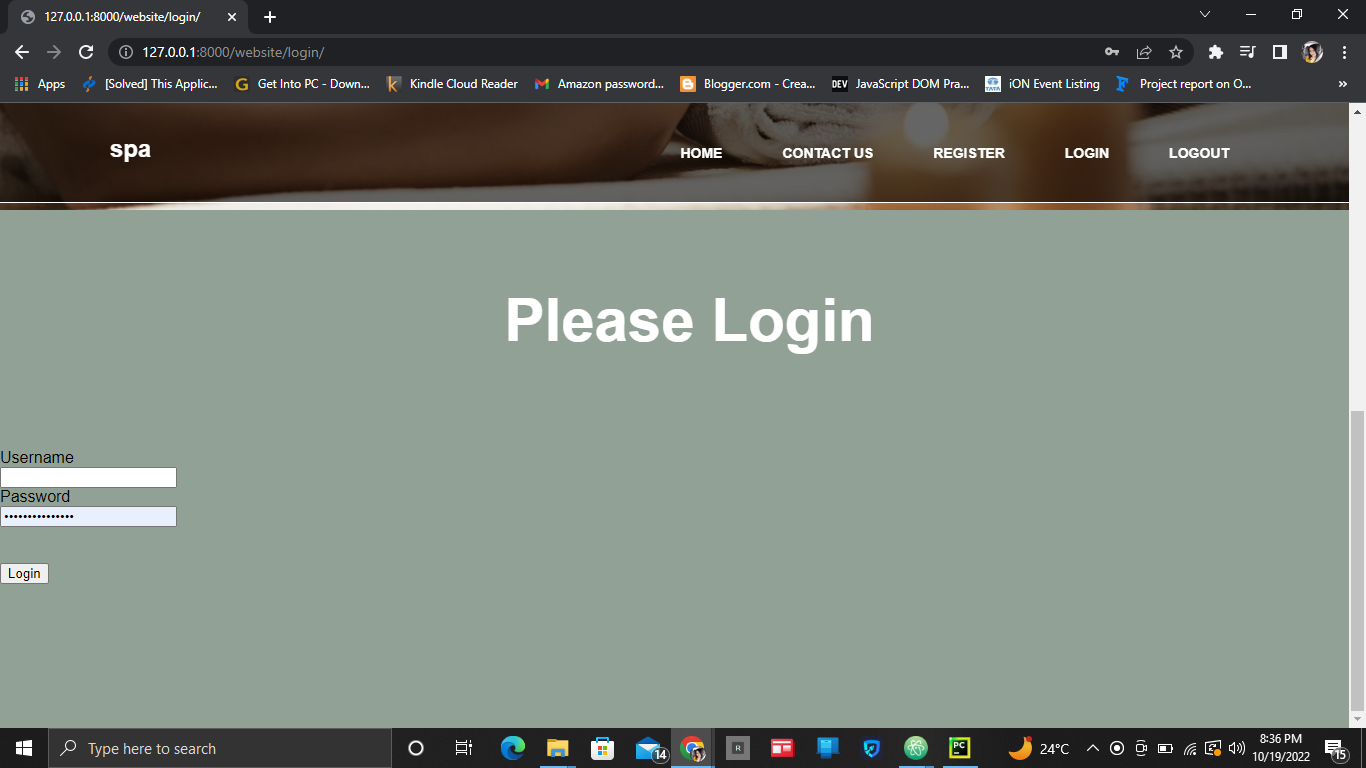 127.0.0.1:8000/website/login/
127.0.0.1:8000/website/login/
Apps [Solved] This Applic... Get Into PC - Down... Kindle Cloud Reader Amazon password... Blogger.com - Crea... DEV JavaScript DOM Pra... TATA iON Event Listing Project report on O... »
spa HOME CONTACT US REGISTER LOGIN LOGOUT
Please Login
Username
Password
••••••••••••••
Login
Type here to search 14 R PC 24°C 8:36 PM
10/19/2022 15